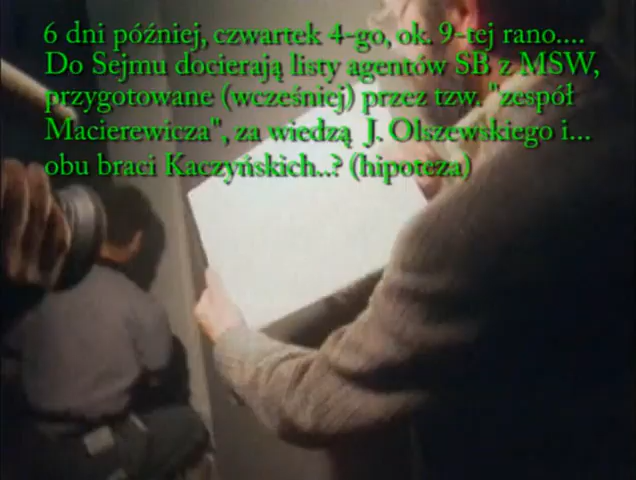 6 dni później, czwartek 4-go, ok. 9-tej rano....
Do Sejmu docierają listy agentów SB z MSW,
przygotowane (wcześniej) przez tzw. "zespół
Macierewicza", za wiedzą  J. Olszewskiego i...
obu braci Kaczyńskich..? (hipoteza)